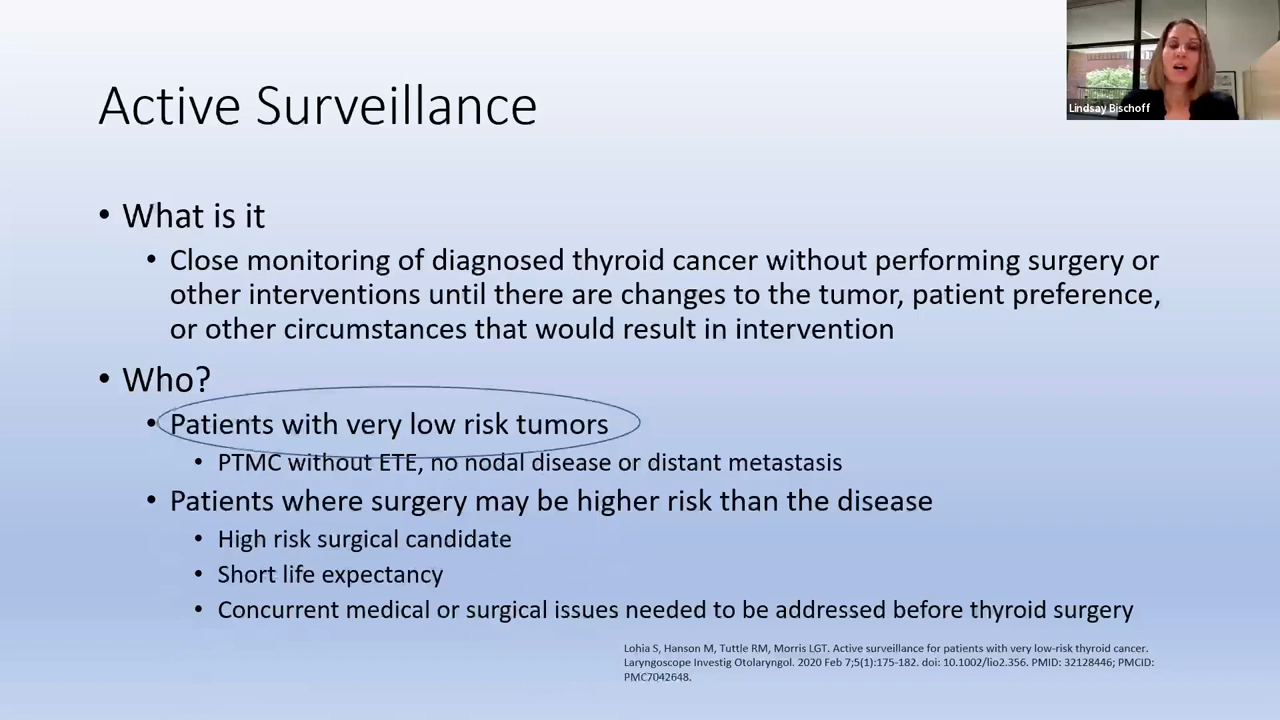 Active Surveillance
Lindsay Bischoff
• What is it
• Close monitoring of diagnosed thyroid cancer without performing surgery or
other interventions until there are changes to the tumor, patient preference,
or other circumstances that would result in intervention
• Who?
• Patients with very low risk tumors
• PTMC without ETE, no nodal disease or distant metastasis
• Patients where surgery may be higher risk than the disease
• High risk surgical candidate
• Short life expectancy
• Concurrent medical or surgical issues needed to be addressed before thyroid surgery
Lohia S, Hanson M, Tuttle RM, Morris LGT. Active surveillance for patients with very low-risk thyroid cancer.
Laryngoscope Investig Otolaryngol. 2020 Feb 7;5(1):175-182. doi: 10.1002/lio2.356. PMID: 32128446; PMCID:
PMC7042648.